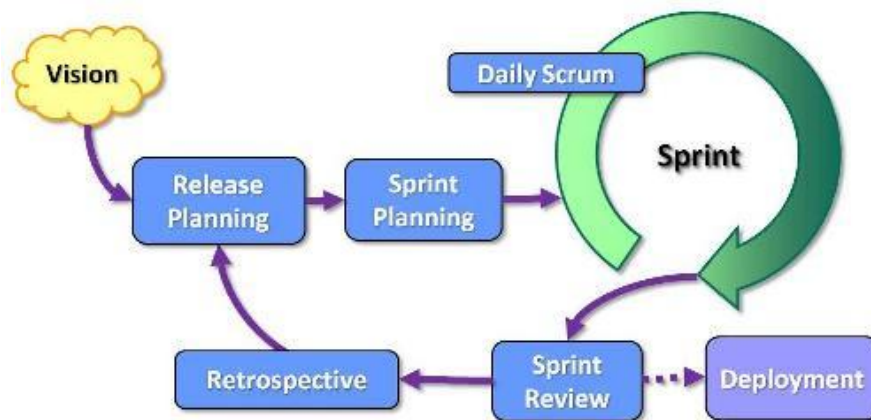 Vision
Daily Scrum
Sprint
Release
Planning
Sprint
Planning
Retrospective
Sprint
Review
Deployment